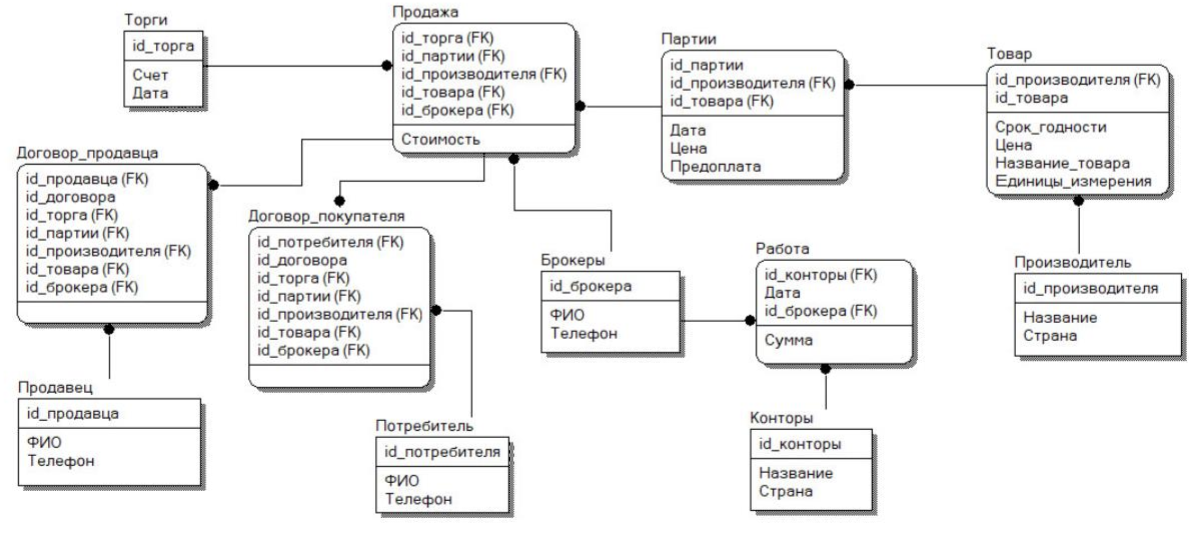 Торги
id_торга
Счет
Дата
Продажа
id_торга (FK)
id_партии (FK)
id_производителя (FK)
id_товара (FK)
id_брокера (FK)
Стоимость
Партии
id_партии
id_производителя (FK)
id_товара (FK)
Дата
Цена
Предоплата
Товар
id_производителя (FK)
id_товара
Срок_годности
Цена
Название_товара
Единицы_измерения
Договор_продавца
id_продавца (FK)
id_договора
id_торга (FK)
id_партии (FK)
id_производителя (FK)
id_товара (FK)
id_брокера (FK)
Договор_покупателя
id_потребителя (FK)
id_договора
id_торга (FK)
id_партии (FK)
id_производителя (FK)
id_товара (FK)
id_брокера (FK)
Брокеры
id_брокера
ФИО
Телефон
Работа
id_конторы (FK)
Дата
id_брокера (FK)
Сумма
Производитель
id_производителя
Название
Страна
Продавец
id_продавца
ФИО
Телефон
Потребитель
id_потребителя
ФИО
Телефон
Конторы
id_конторы
Название
Страна